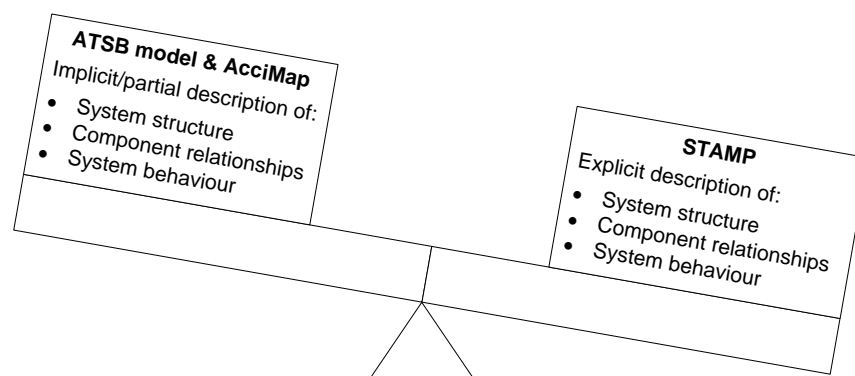 ATSB model & AcciMap
Implicit/partial description of:
• System structure
• Component relationships
• System behaviour
STAMP
Explicit description of:
• System structure
• Component relationships
• System behaviour